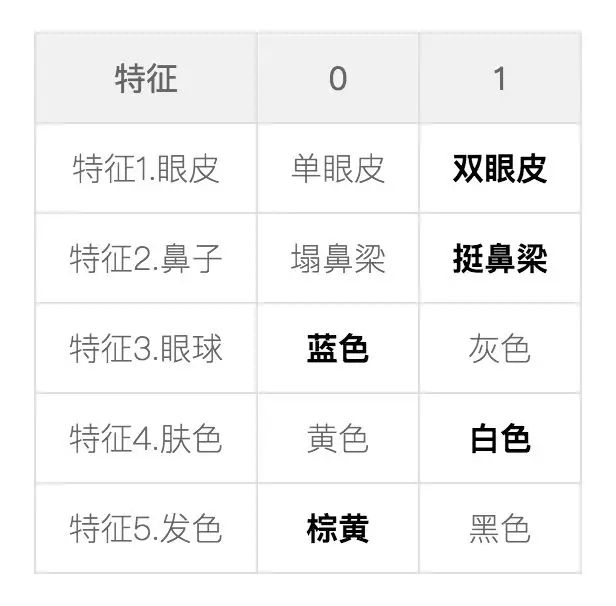 特征 0 1
特征1.眼皮 单眼皮 双眼皮
特征2.鼻子 塌鼻梁 挺鼻梁
特征3.眼球 蓝色 灰色
特征4.肤色 黄色 白色
特征5.发色 棕黄 黑色